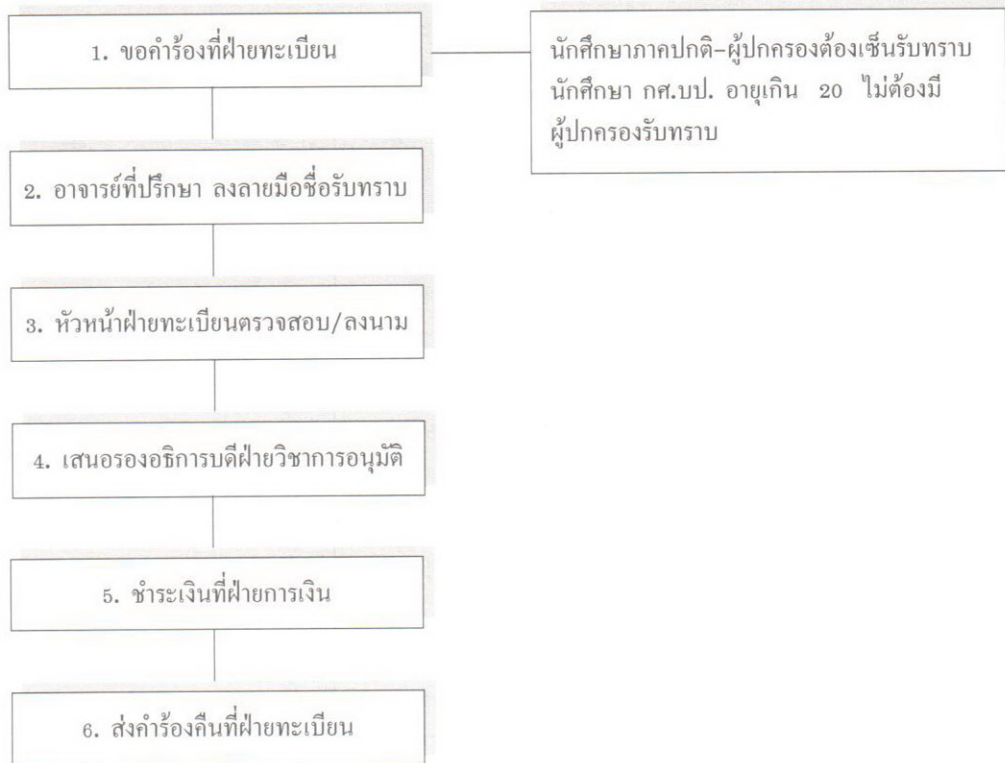 1. ขอคำร้องที่ฝ่ายทะเบียน
นักศึกษาภาคปกติ-ผู้ปกครองต้องเซ็นรับทราบ
นักศึกษา กศ.บป. อายุเกิน 20 ไม่ต้องมี
ผู้ปกครองรับทราบ
2. อาจารย์ที่ปรึกษา ลงลายมือชื่อรับทราบ
3. หัวหน้าฝ่ายทะเบียนตรวจสอบ/ลงนาม
4. เสนอรองอธิการบดีฝ่ายวิชาการอนุมัติ
5. ชำระเงินที่ฝ่ายการเงิน
6. ส่งคำร้องคืนที่ฝ่ายทะเบียน